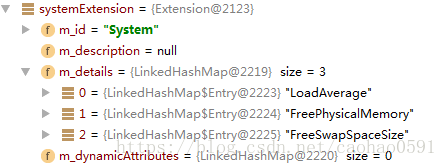 systemExtension = {Extension@2123}
m_id = "System"
m_description = null
m_details = {LinkedHashMap@2219} size = 3
0 = {LinkedHashMap$Entry@2223} "LoadAverage"
1 = {LinkedHashMap$Entry@2224} "FreePhysicalMemory"
2 = {LinkedHashMap$Entry@2225} "FreeSwapSpaceSize"
m_dynamicAttributes = {LinkedHashMap@2220} size = 0
https://blog.csdn.net/caohao0591